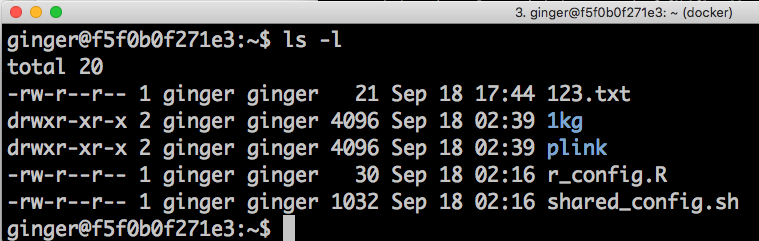 3. ginger@f5f0b0f271e3: ~ (docker)
ginger@f5f0b0f271e3:~$ ls -l
total 20
-rw-r--r-- 1 ginger ginger   21 Sep 18 17:44 123.txt
drwxr-xr-x 2 ginger ginger 4096 Sep 18 02:39 1kg
drwxr-xr-x 2 ginger ginger 4096 Sep 18 02:39 plink
-rw-r--r-- 1 ginger ginger   30 Sep 18 02:16 r_config.R
-rw-r--r-- 1 ginger ginger 1032 Sep 18 02:16 shared_config.sh
ginger@f5f0b0f271e3:~$